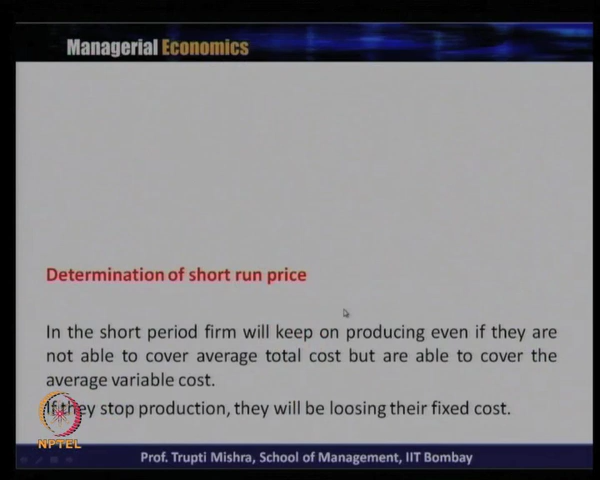 Managerial Economics
Determination of short run price
In the short period firm will keep on producing even if they are
not able to cover average total cost but are able to cover the
average variable cost.
If they stop production, they will be loosing their fixed cost.
NPTEL
Prof. Trupti Mishra, School of Management, IIT Bombay